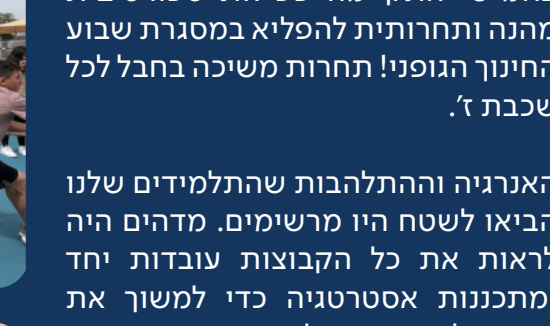 מהנה ותחרותית להפליא במסגרת שבוע
החינוך הגופני! תחרות משיכה בחבל לכל
שכבת ז'.
האנרגיה וההתלהבות שהתלמידים שלנו
הביאו לשטח היו מרשימים. מדהים היה
לראות את כל הקבוצות עובדות יחד
מתכננות אסטרטגיה כדי למשוך את